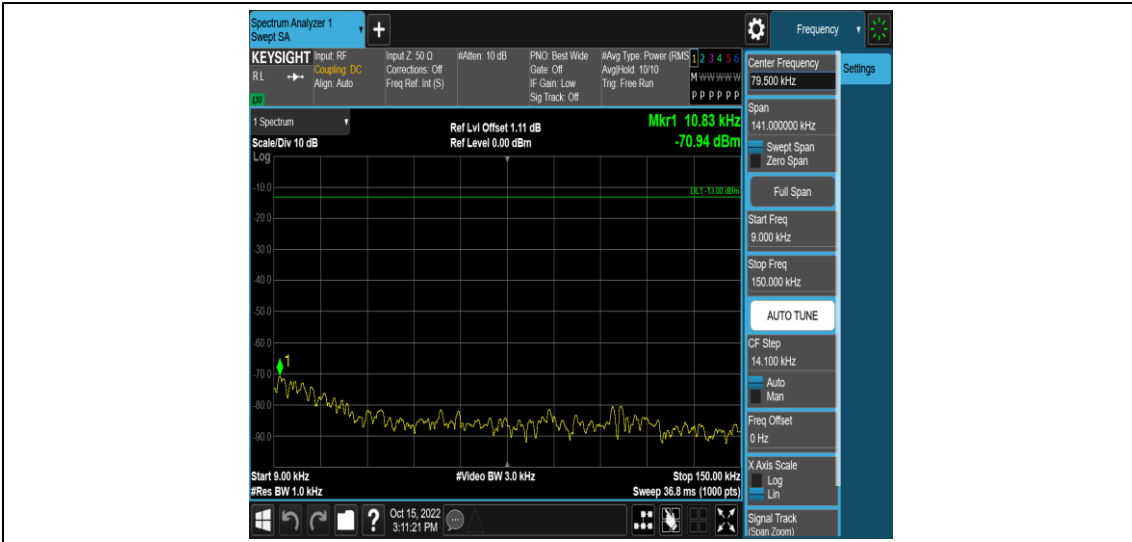 Spectrum Analyzer 1
Swept SA
+
Frequency
KEYSIGHT
RL
LXI
Input: RF
Coupling: DC
Align: Auto
Input Z: 50 Ω
Corrections: Off
Freq Ref: Int (S)
#Atten: 10 dB
PNO: Best Wide
Gate: Off
IF Gain: Low
Sig Track: Off
#Avg Type: Power (RMS
Avg|Hold: 10/10
Trig: Free Run
1 2 3 4 5 6
M W W W W W
P P P P P P
Center Frequency
79.500 kHz
Settings
Span
141.000000 kHz
Swept Span
Zero Span
Full Span
Start Freq
9.000 kHz
Stop Freq
150.000 kHz
AUTO TUNE
CF Step
14.100 kHz
Auto
Man
Freq Offset
0 Hz
X Axis Scale
Log
Lin
Signal Track
(Span Zoom)
1 Spectrum
Scale/Div 10 dB
Log
Ref Lvl Offset 1.11 dB
Ref Level 0.00 dBm
Mkr1 10.83 kHz
-70.94 dBm
DL1 -13.00 dBm
-10.0
-20.0
-30.0
-40.0
-50.0
-60.0
-70.0
-80.0
-90.0
1
Start 9.00 kHz
#Res BW 1.0 kHz
#Video BW 3.0 kHz
Stop 150.00 kHz
Sweep 36.8 ms (1000 pts)
?
Oct 15, 2022
3:11:21 PM